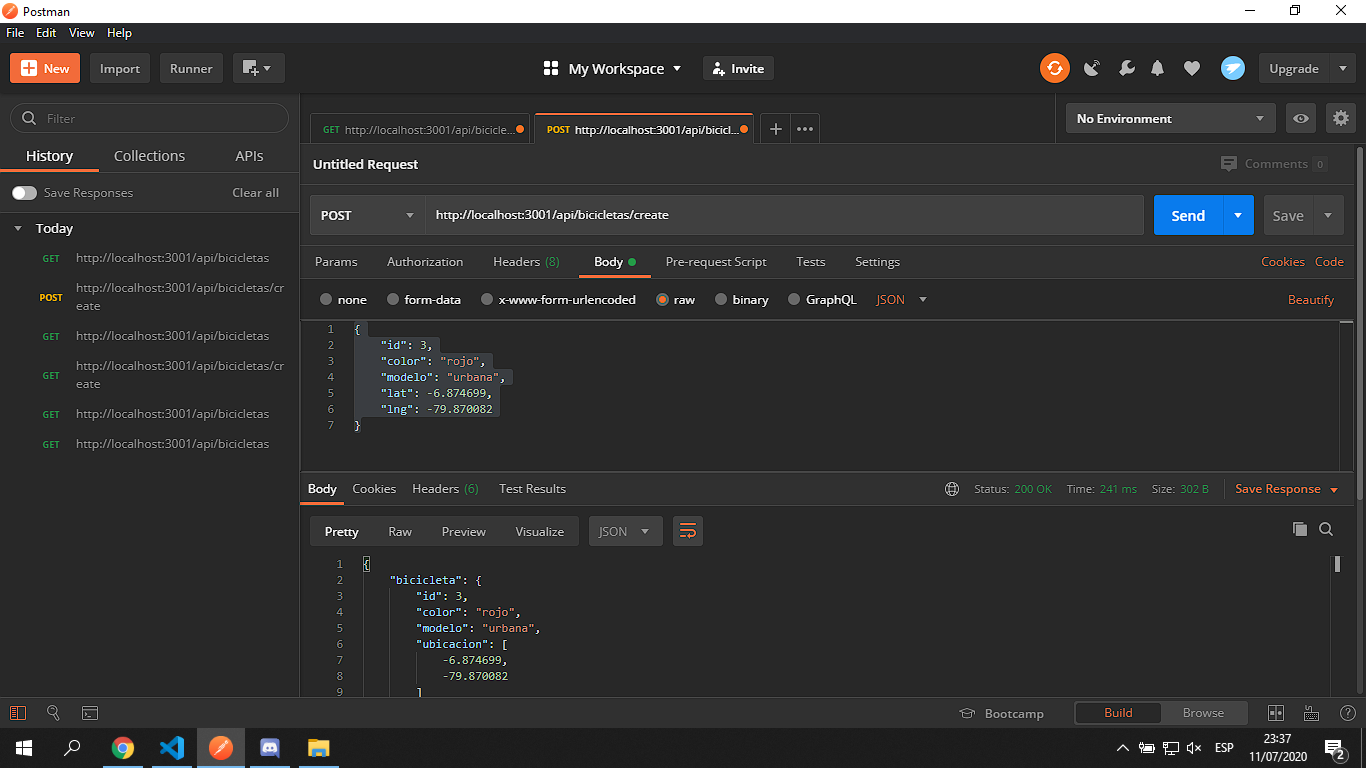 Postman
File Edit View Help
New Import Runner My Workspace Invite Upgrade
Filter
History Collections APIs
Save Responses Clear all
Today
GET http://localhost:3001/api/bicicletas
POST http://localhost:3001/api/bicicletas/cr
eate
GET http://localhost:3001/api/bicicletas
GET http://localhost:3001/api/bicicletas/cr
eate
GET http://localhost:3001/api/bicicletas
GET http://localhost:3001/api/bicicletas
GET http://localhost:3001/api/bicicle... POST http://localhost:3001/api/bicicl... No Environment
Untitled Request Comments 0
POST http://localhost:3001/api/bicicletas/create Send Save
Params Authorization Headers (8) Body Pre-request Script Tests Settings Cookies Code
none form-data x-www-form-urlencoded raw binary GraphQL JSON Beautify
1 {
2 "id": 3,
3 "color": "rojo",
4 "modelo": "urbana",
5 "lat": -6.874699,
6 "lng": -79.870082
7 }
Body Cookies Headers (6) Test Results Status: 200 OK Time: 241 ms Size: 302 B Save Response
Pretty Raw Preview Visualize JSON
1 {
2 "bicicleta": {
3 "id": 3,
4 "color": "rojo",
5 "modelo": "urbana",
6 "ubicacion": [
7 -6.874699,
8 -79.870082
9 ]
Bootcamp Build Browse
ESP 23:37
11/07/2020 2